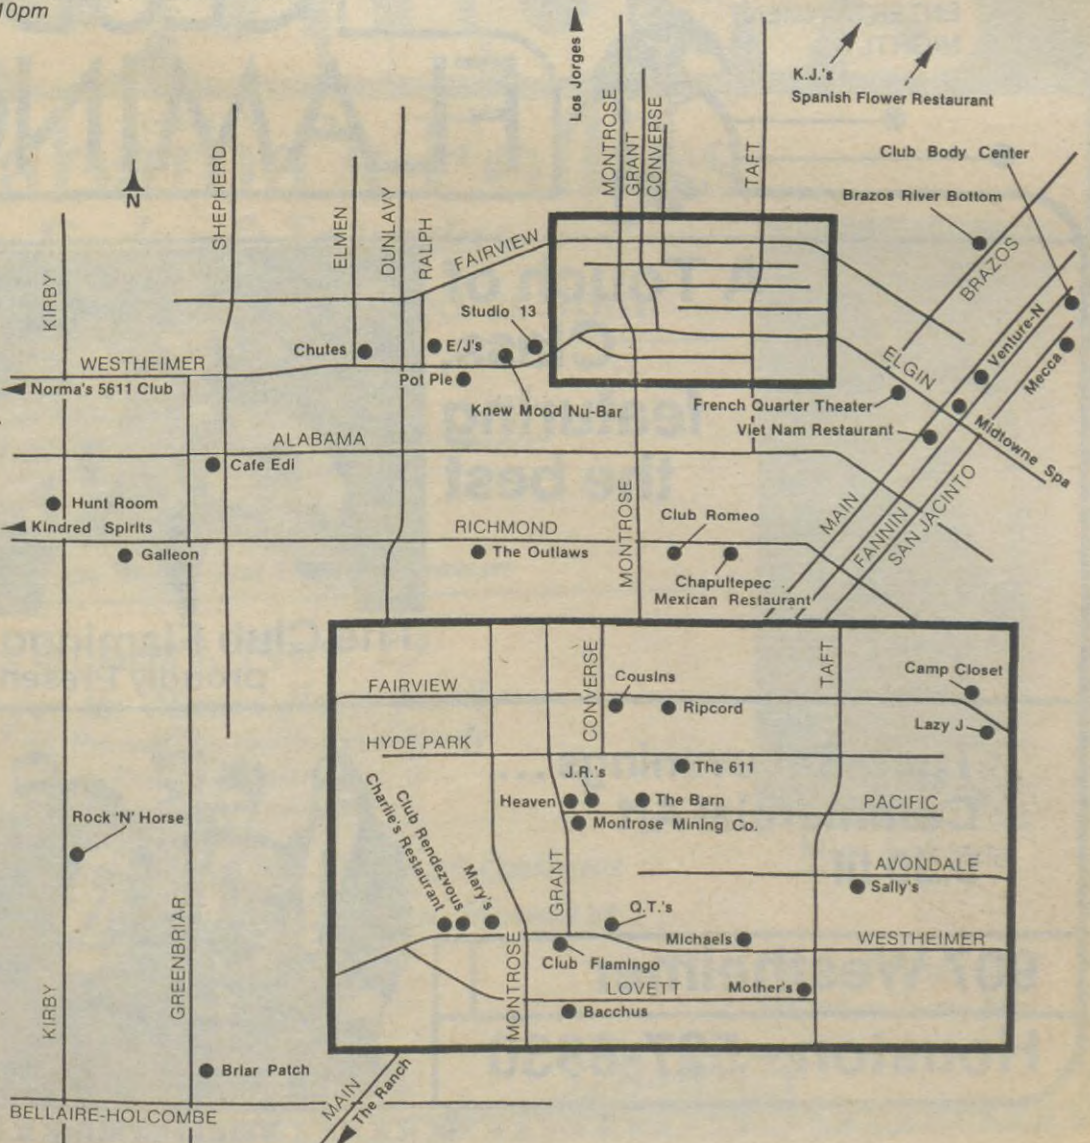 10pm
Los Jorges
MONTROSE
GRANT
CONVERSE
TAFT
K.J.'s
Spanish Flower Restaurant
Club Body Center
Brazos River Bottom
N
KIRBY
SHEPHERD
ELMEN
DUNLAVY
RALPH
FAIRVIEW
BRAZOS
Studio 13
Chutes
E/J's
Pot Pie
Knew Mood Nu-Bar
WESTHEIMER
Norma's 5611 Club
ELGIN
Venture-N
Mecca
French Quarter Theater
Viet Nam Restaurant
Midtowne Spa
ALABAMA
Cafe Edi
Hunt Room
Kindred Spirits
RICHMOND
Galleon
The Outlaws
MONTROSE
Club Romeo
Chapultepec
Mexican Restaurant
MAIN
FANNIN
SAN JACINTO
FAIRVIEW
CONVERSE
Cousins
Ripcord
TAFT
Camp Closet
Lazy J
HYDE PARK
The 611
J.R.'s
Heaven
The Barn
PACIFIC
Montrose Mining Co.
Rock 'N' Horse
Charlie's Restaurant
Club Rendezvous
Mary's
GRANT
AVONDALE
Sally's
Q.T.'s
Michaels
WESTHEIMER
Club Flamingo
LOVETT
Mother's
Bacchus
MONTROSE
KIRBY
GREENBRIAR
Briar Patch
MAIN
The Ranch
BELLAIRE-HOLCOMBE